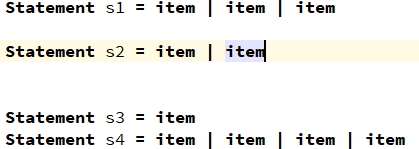 Statement s1 = item | item | item
Statement s2 = item | item
Statement s3 = item
Statement s4 = item | item | item | item